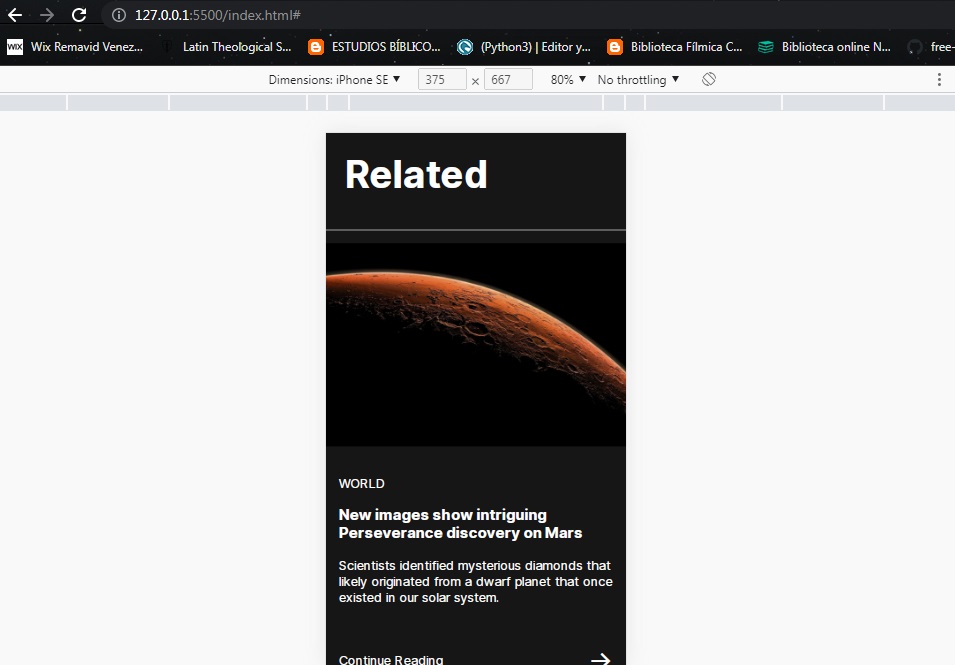 127.0.0.1:5500/index.html#
WIX Wix Remavid Venez... Latin Theological S... ESTUDIOS BÍBLICO... (Python3) | Editor y... Biblioteca Fílmica C... Biblioteca online N... free-
Dimensions: iPhone SE 375 × 667 80% No throttling
Related
WORLD
New images show intriguing
Perseverance discovery on Mars
Scientists identified mysterious diamonds that
likely originated from a dwarf planet that once
existed in our solar system.
Continue Reading